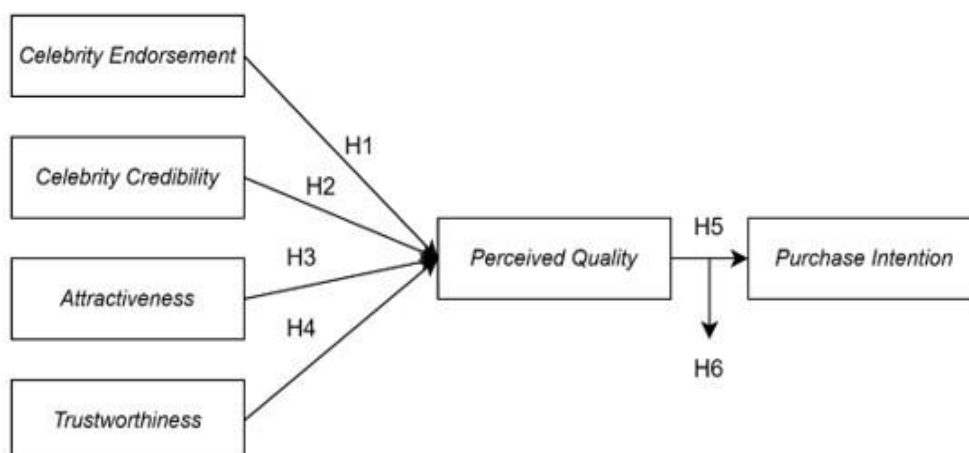 Celebrity Endorsement
H1
Celebrity Credibility
H2
H3
Attractiveness
H4
Trustworthiness
Perceived Quality
H5
Purchase Intention
H6